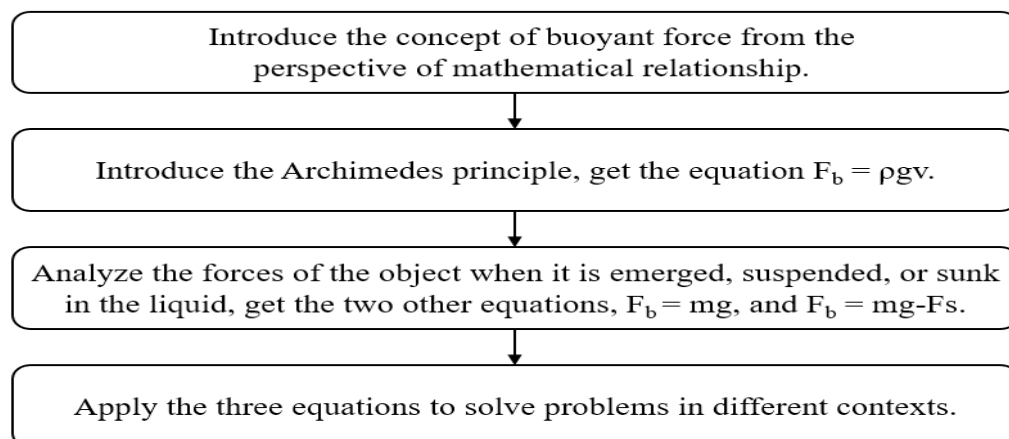 Introduce the concept of buoyant force from the
perspective of mathematical relationship.
Introduce the Archimedes principle, get the equation F_b = ρgv.
Analyze the forces of the object when it is emerged, suspended, or sunk
in the liquid, get the two other equations, F_b = mg, and F_b = mg-Fs.
Apply the three equations to solve problems in different contexts.